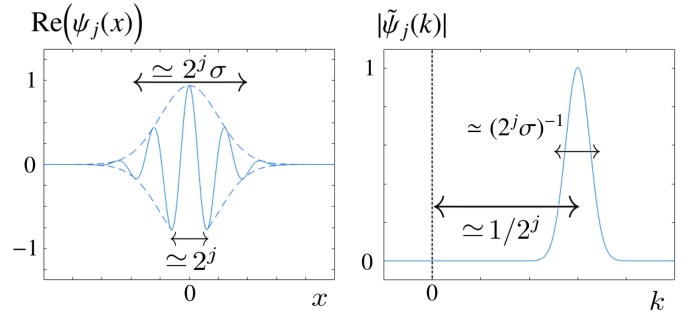 Re(ψ_j(x))
≃ 2^j σ
1
0
−1
≃ 2^j
0
x
|ψ̃_j(k)|
1
≃ (2^j σ)^{−1}
≃ 1/2^j
0
0
k